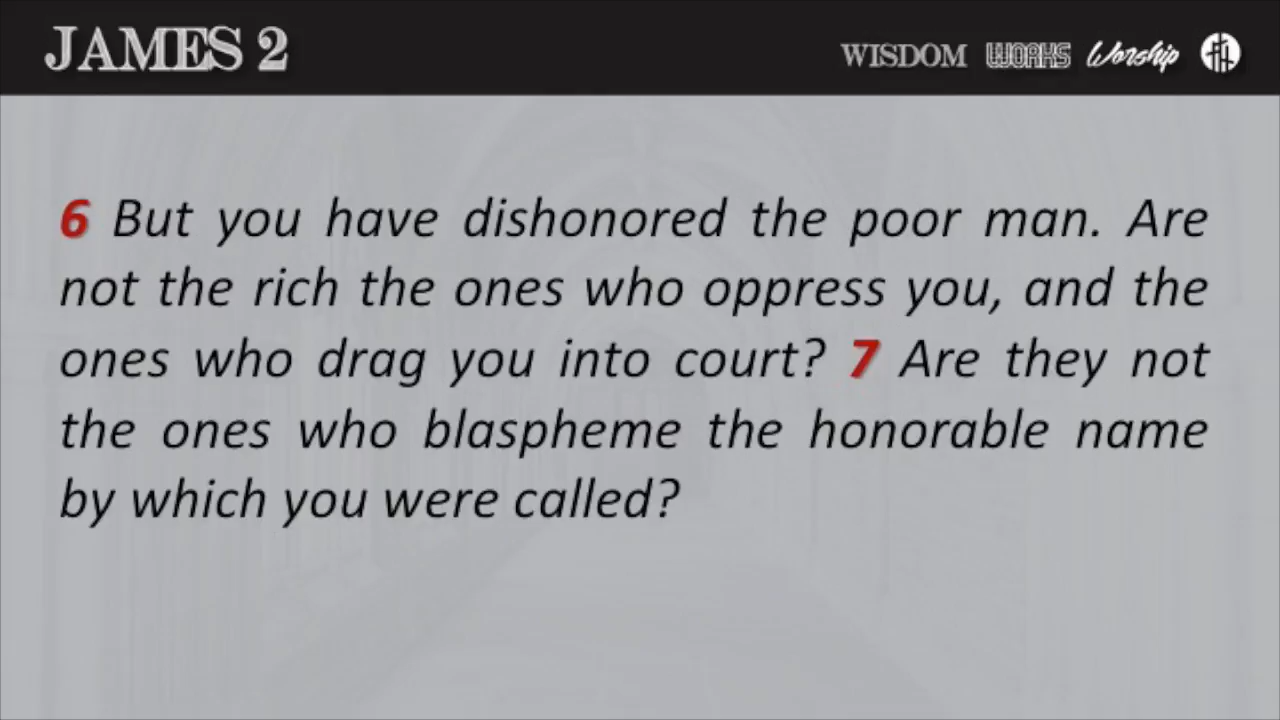 JAMES 2
WISDOM WORKS Worship
6 But you have dishonored the poor man. Are
not the rich the ones who oppress you, and the
ones who drag you into court? 7 Are they not
the ones who blaspheme the honorable name
by which you were called?